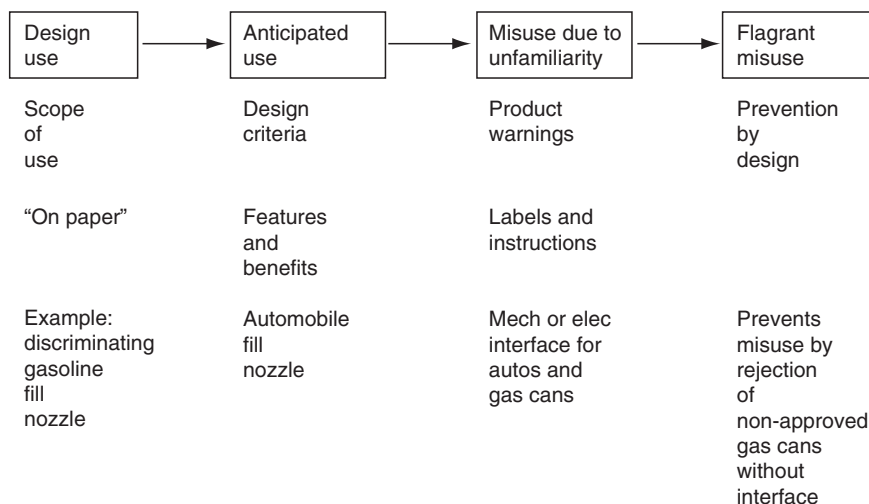 Design
use
Anticipated
use
Misuse due to
unfamiliarity
Flagrant
misuse
Scope
of
use
Design
criteria
Product
warnings
Prevention
by
design
“On paper”
Features
and
benefits
Labels and
instructions
Example:
discriminating
gasoline
fill
nozzle
Automobile
fill
nozzle
Mech or elec
interface for
autos and
gas cans
Prevents
misuse by
rejection
of
non-approved
gas cans
without
interface